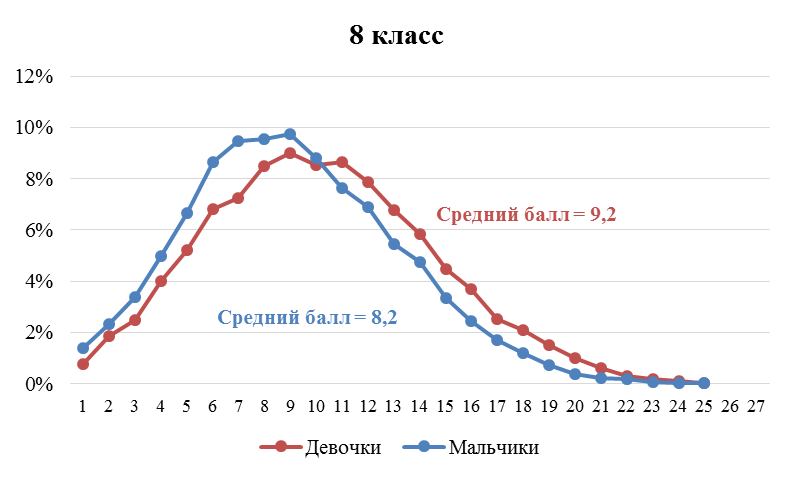 8 класс
12%
10%
8%
6%
4%
2%
0%
Средний балл = 9,2
Средний балл = 8,2
1 2 3 4 5 6 7 8 9 10 11 12 13 14 15 16 17 18 19 20 21 22 23 24 25 26 27
Девочки Мальчики